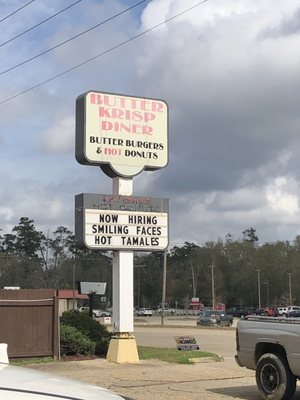 BUTTER
KRISP
DINER
BUTTER BURGERS
& HOT DONUTS
NOW HIRING
SMILING FACES
HOT TAMALES